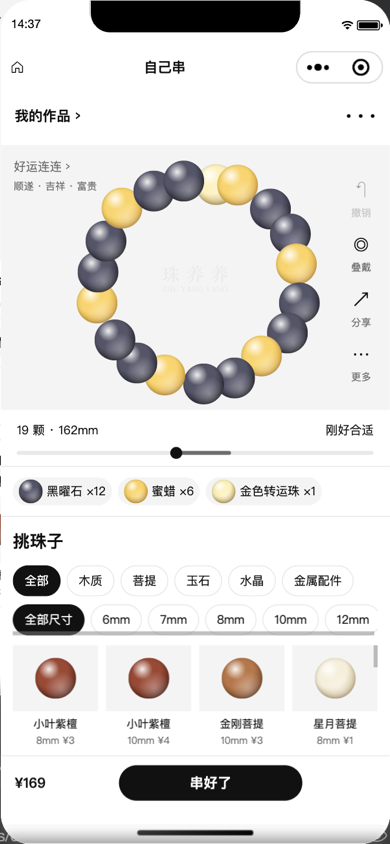 14:37
自己串
我的作品 >
好运连连 >
顺遂 · 吉祥 · 富贵
珠养养
撤销
叠戴
分享
更多
19 颗 · 162mm
刚好合适
黑曜石 ×12 蜜蜡 ×6 金色转运珠 ×1
挑珠子
全部 木质 菩提 玉石 水晶 金属配件
全部尺寸 6mm 7mm 8mm 10mm 12mm
小叶紫檀 小叶紫檀 金刚菩提 星月菩提
8mm ¥3 10mm ¥4 10mm ¥3 8mm ¥1
¥169
串好了